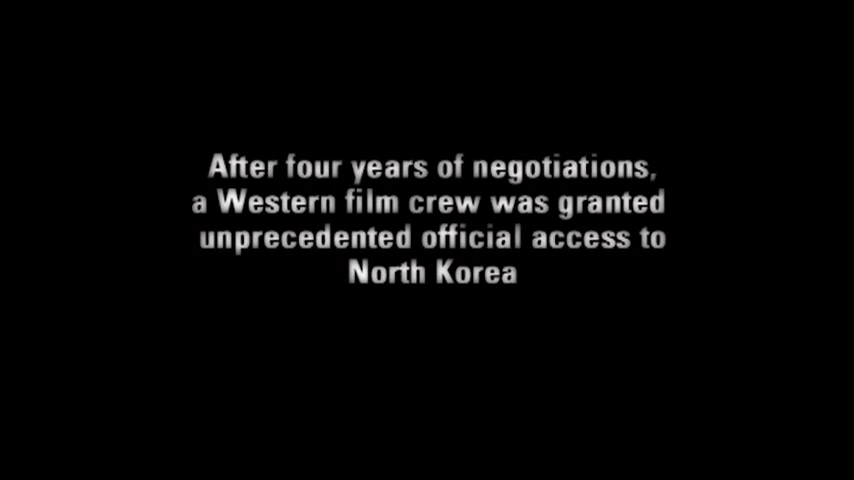 After four years of negotiations,
a Western film crew was granted
unprecedented official access to
North Korea